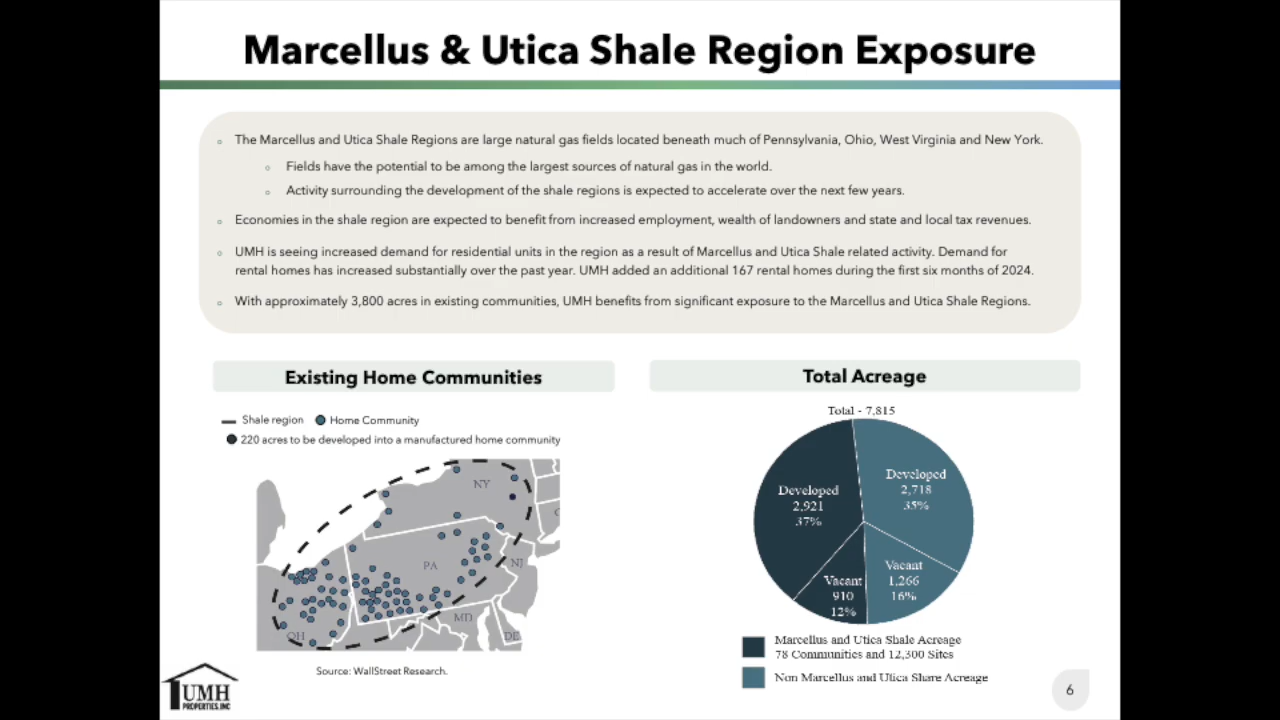 Marcellus & Utica Shale Region Exposure
The Marcellus and Utica Shale Regions are large natural gas fields located beneath much of Pennsylvania, Ohio, West Virginia and New York.
Fields have the potential to be among the largest sources of natural gas in the world.
Activity surrounding the development of the shale regions is expected to accelerate over the next few years.
Economies in the shale region are expected to benefit from increased employment, wealth of landowners and state and local tax revenues.
UMH is seeing increased demand for residential units in the region as a result of Marcellus and Utica Shale related activity. Demand for
rental homes has increased substantially over the past year. UMH added an additional 167 rental homes during the first six months of 2024.
With approximately 3,800 acres in existing communities, UMH benefits from significant exposure to the Marcellus and Utica Shale Regions.
Existing Home Communities
Shale region Home Community
220 acres to be developed into a manufactured home community
NY
C
PA
NJ
MD
OH
DE
Source: WallStreet Research.
Total Acreage
Total - 7,815
Developed
2,718
35%
Developed
2,921
37%
Vacant
1,266
16%
Vacant
910
12%
Marcellus and Utica Shale Acreage
78 Communities and 12,300 Sites
Non Marcellus and Utica Share Acreage
UMH
PROPERTIES, INC
6